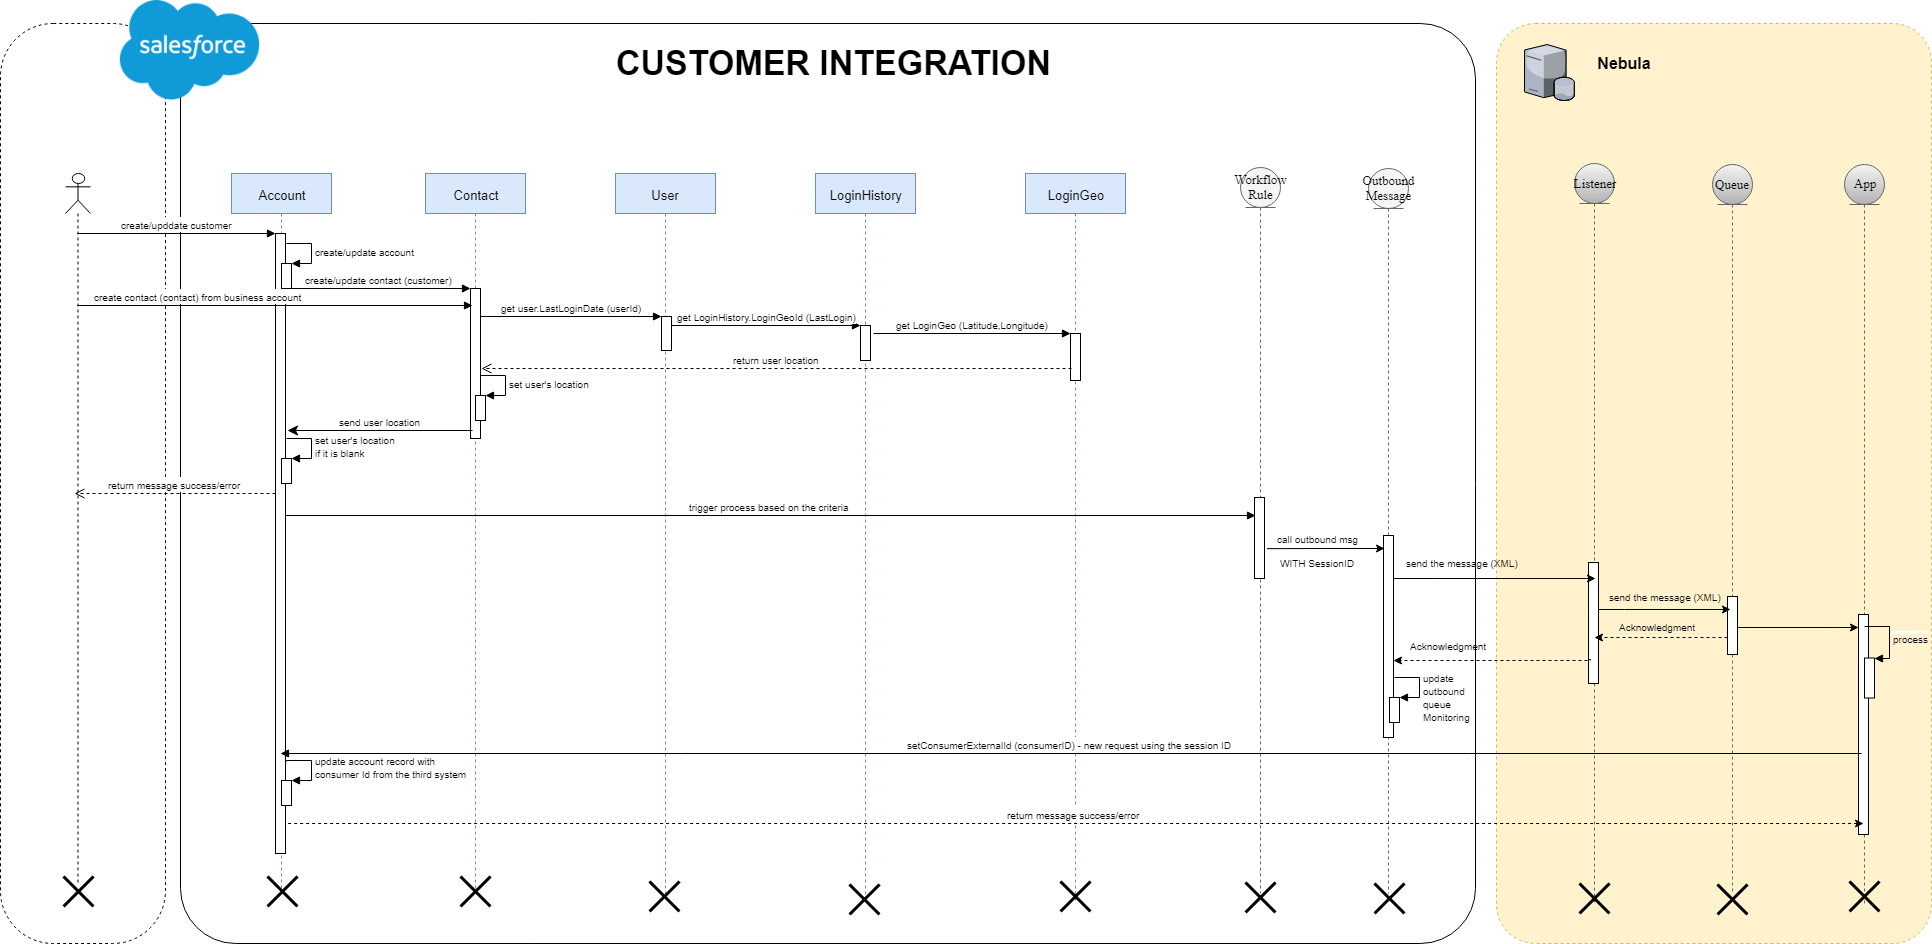 salesforce
CUSTOMER INTEGRATION
Nebula
Account
Contact
User
LoginHistory
LoginGeo
Workflow
Rule
Outbound
Message
Listener
Queue
App
create/upddate customer
create/update account
create/update contact (customer)
create contact (contact) from business account
get user.LastLoginDate (userId)
get LoginHistory.LoginGeoId (LastLogin)
get LoginGeo (Latitude,Longitude)
return user location
set user's location
send user location
set user's location
if it is blank
return message success/error
trigger process based on the criteria
call outbound msg
WITH SessionID
send the message (XML)
send the message (XML)
Acknowledgment
process
Acknowledgment
update
outbound
queue
Monitoring
setConsumerExternalId (consumerID) - new request using the session ID
update account record with
consumer Id from the third system
return message success/error